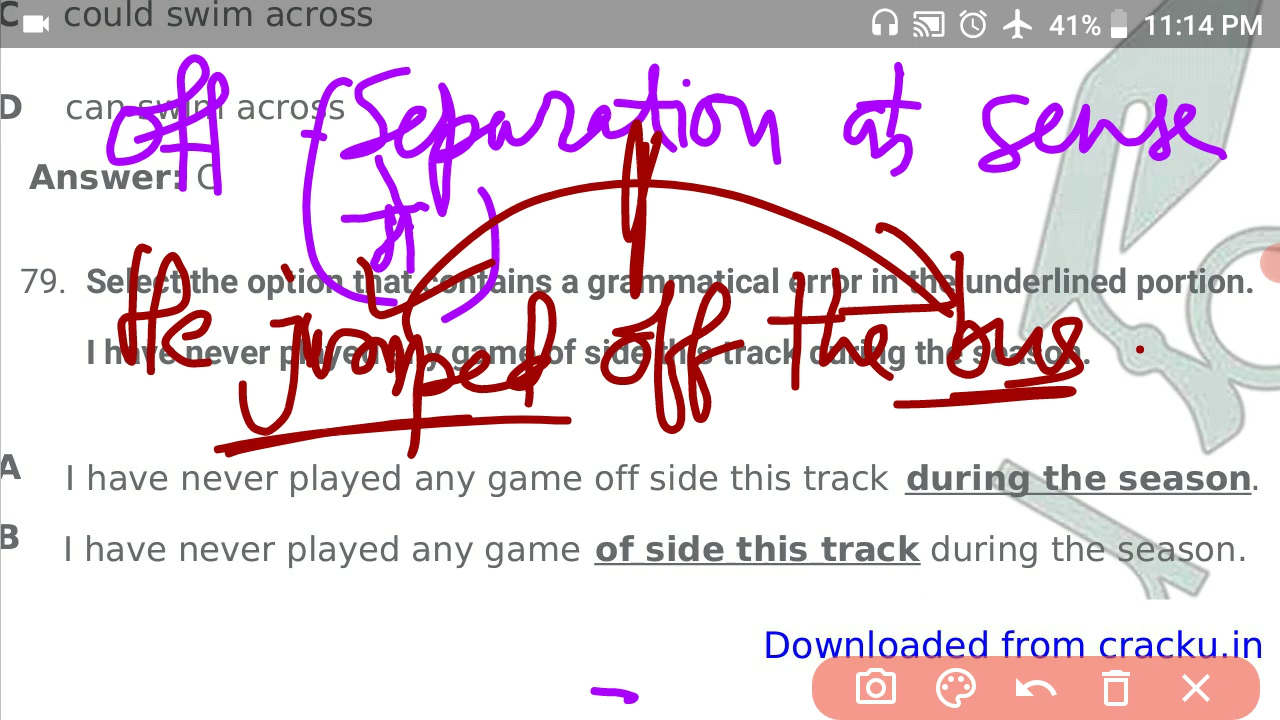 C could swim across
41% 11:14 PM
D can swim across
off (Separation का sense
से)
Answer: C
79. Select the option that contains a grammatical error in the underlined portion.
He jumped off the bus.
I have never played any game of side this track during the season.
A I have never played any game off side this track during the season.
B I have never played any game of side this track during the season.
Downloaded from cracku.in